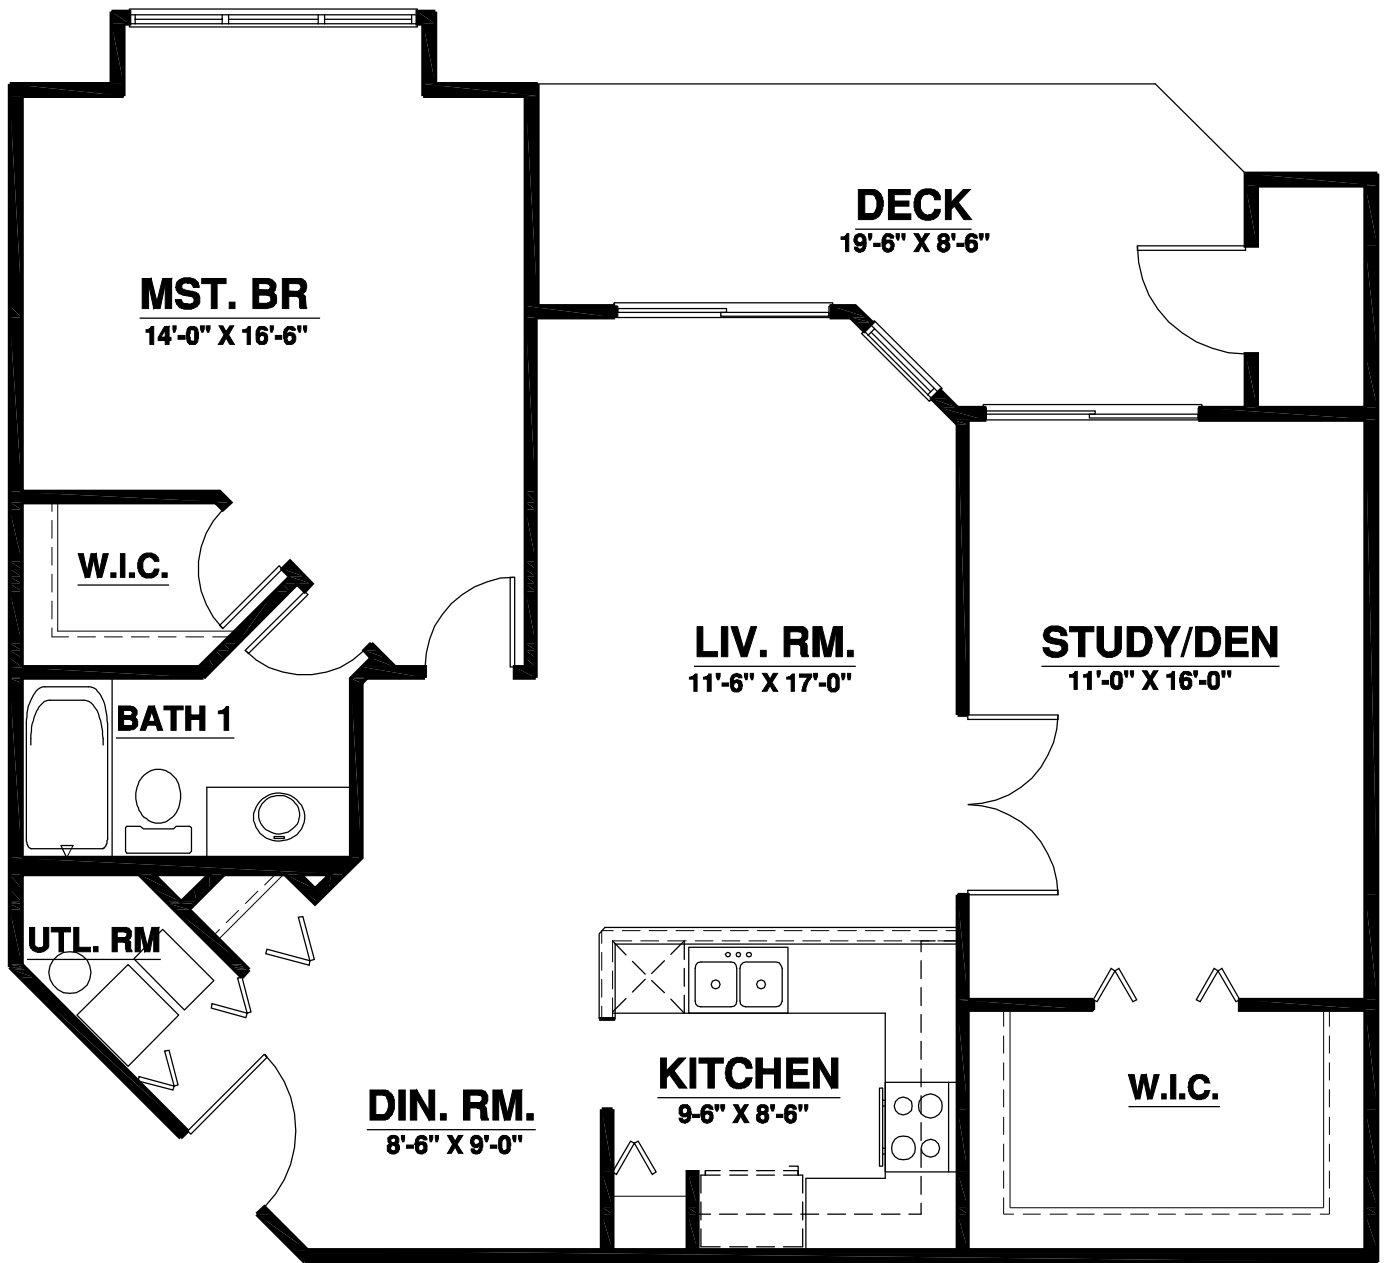 DECK
19'-6" X 8'-6"
MST. BR
14'-0" X 16'-6"
W.I.C.
LIV. RM.
11'-6" X 17'-0"
STUDY/DEN
11'-0" X 16'-0"
BATH 1
UTL. RM
KITCHEN
9-6" X 8'-6"
DIN. RM.
8'-6" X 9'-0"
W.I.C.